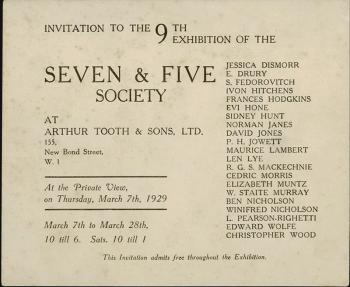 INVITATION TO THE 9TH
EXHIBITION OF THE
SEVEN & FIVE
SOCIETY
AT
ARTHUR TOOTH & SONS, LTD.
155,
New Bond Street,
W. 1
At the Private View,
on Thursday, March 7th, 1929
March 7th to March 28th,
10 till 6. Sats. 10 till 1
JESSICA DISMORR
E. DRURY
S. FEDOROVITCH
IVON HITCHENS
FRANCES HODGKINS
EVI HONE
SIDNEY HUNT
NORMAN JANES
DAVID JONES
P. H. JOWETT
MAURICE LAMBERT
LEN LYE
R. G. S. MACKECHNIE
CEDRIC MORRIS
ELIZABETH MUNTZ
W. STAITE MURRAY
BEN NICHOLSON
WINIFRED NICHOLSON
L. PEARSON-RIGHETTI
EDWARD WOLFE
CHRISTOPHER WOOD
This Invitation admits free throughout the Exhibition.